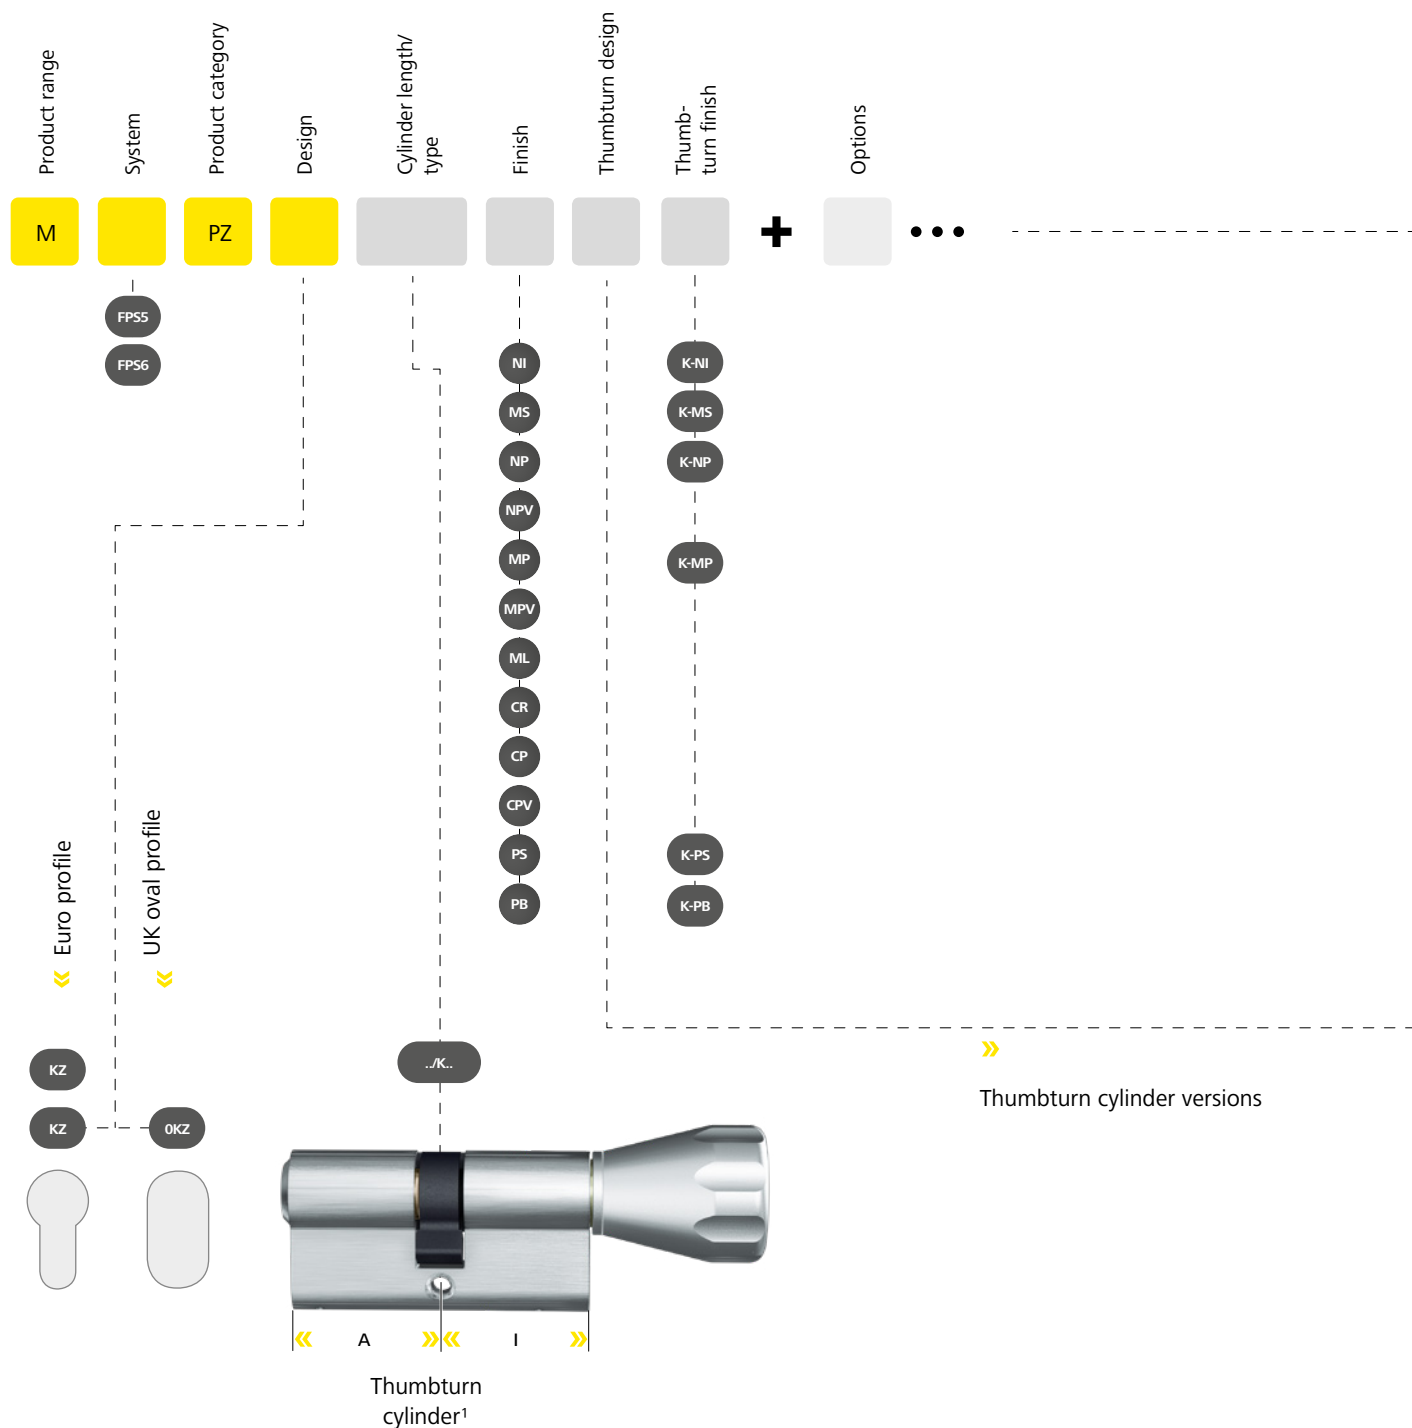 Product range
System
Product category
Design
Cylinder length/
type
Finish
Thumbturn design
Thumb-
turn finish
Options
M
PZ
+
•••
FPS5
FPS6
NI
MS
NP
NPV
MP
MPV
ML
CR
CP
CPV
PS
PB
K-NI
K-MS
K-NP
K-MP
K-PS
K-PB
Euro profile
UK oval profile
KZ
KZ
0KZ
../K..
Thumbturn cylinder versions
A
I
Thumbturn
cylinder¹